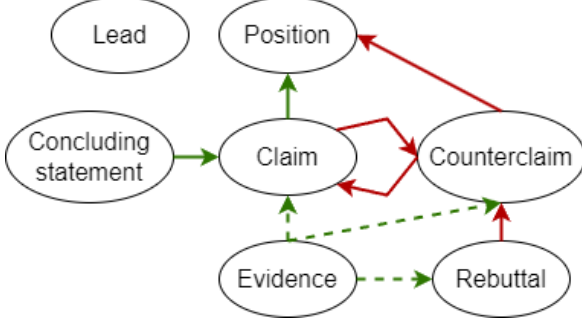 Lead
Position
Concluding
statement
Claim
Counterclaim
Evidence
Rebuttal